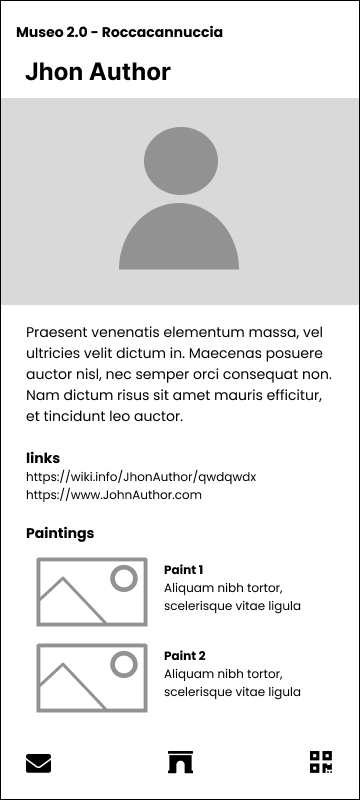 Museo 2.0 - Roccacannuccia
Jhon Author
Praesent venenatis elementum massa, vel
ultricies velit dictum in. Maecenas posuere
auctor nisl, nec semper orci consequat non.
Nam dictum risus sit amet mauris efficitur,
et tincidunt leo auctor.
links
https://wiki.info/JhonAuthor/qwdqwdx
https://www.JohnAuthor.com
Paintings
Paint 1
Aliquam nibh tortor,
scelerisque vitae ligula
Paint 2
Aliquam nibh tortor,
scelerisque vitae ligula